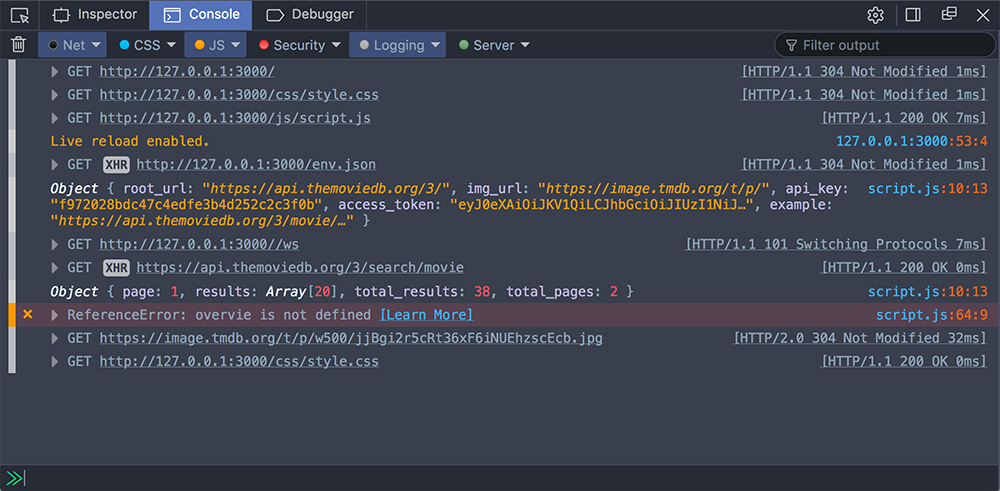 Inspector Console Debugger
Net CSS JS Security Logging Server Filter output
GET http://127.0.0.1:3000/ [HTTP/1.1 304 Not Modified 1ms]
GET http://127.0.0.1:3000/css/style.css [HTTP/1.1 304 Not Modified 1ms]
GET http://127.0.0.1:3000/js/script.js [HTTP/1.1 200 OK 7ms]
Live reload enabled. 127.0.0.1:3000:53:4
GET XHR http://127.0.0.1:3000/env.json [HTTP/1.1 304 Not Modified 1ms]
Object { root_url: "https://api.themoviedb.org/3/", img_url: "https://image.tmdb.org/t/p/", api_key: script.js:10:13
"f972028bdc47c4edfe3b4d252c2c3f0b", access_token: "eyJ0eXAiOiJKV1QiLCJhbGciOiJIUzI1NiJ…", example:
"https://api.themoviedb.org/3/movie/…" }
GET http://127.0.0.1:3000//ws [HTTP/1.1 101 Switching Protocols 7ms]
GET XHR https://api.themoviedb.org/3/search/movie [HTTP/1.1 200 OK 0ms]
Object { page: 1, results: Array[20], total_results: 38, total_pages: 2 } script.js:10:13
ReferenceError: overvie is not defined [Learn More] script.js:64:9
GET https://image.tmdb.org/t/p/w500/jjBgi2r5cRt36xF6iNUEhzscEcb.jpg [HTTP/2.0 304 Not Modified 32ms]
GET http://127.0.0.1:3000/css/style.css [HTTP/1.1 200 OK 0ms]